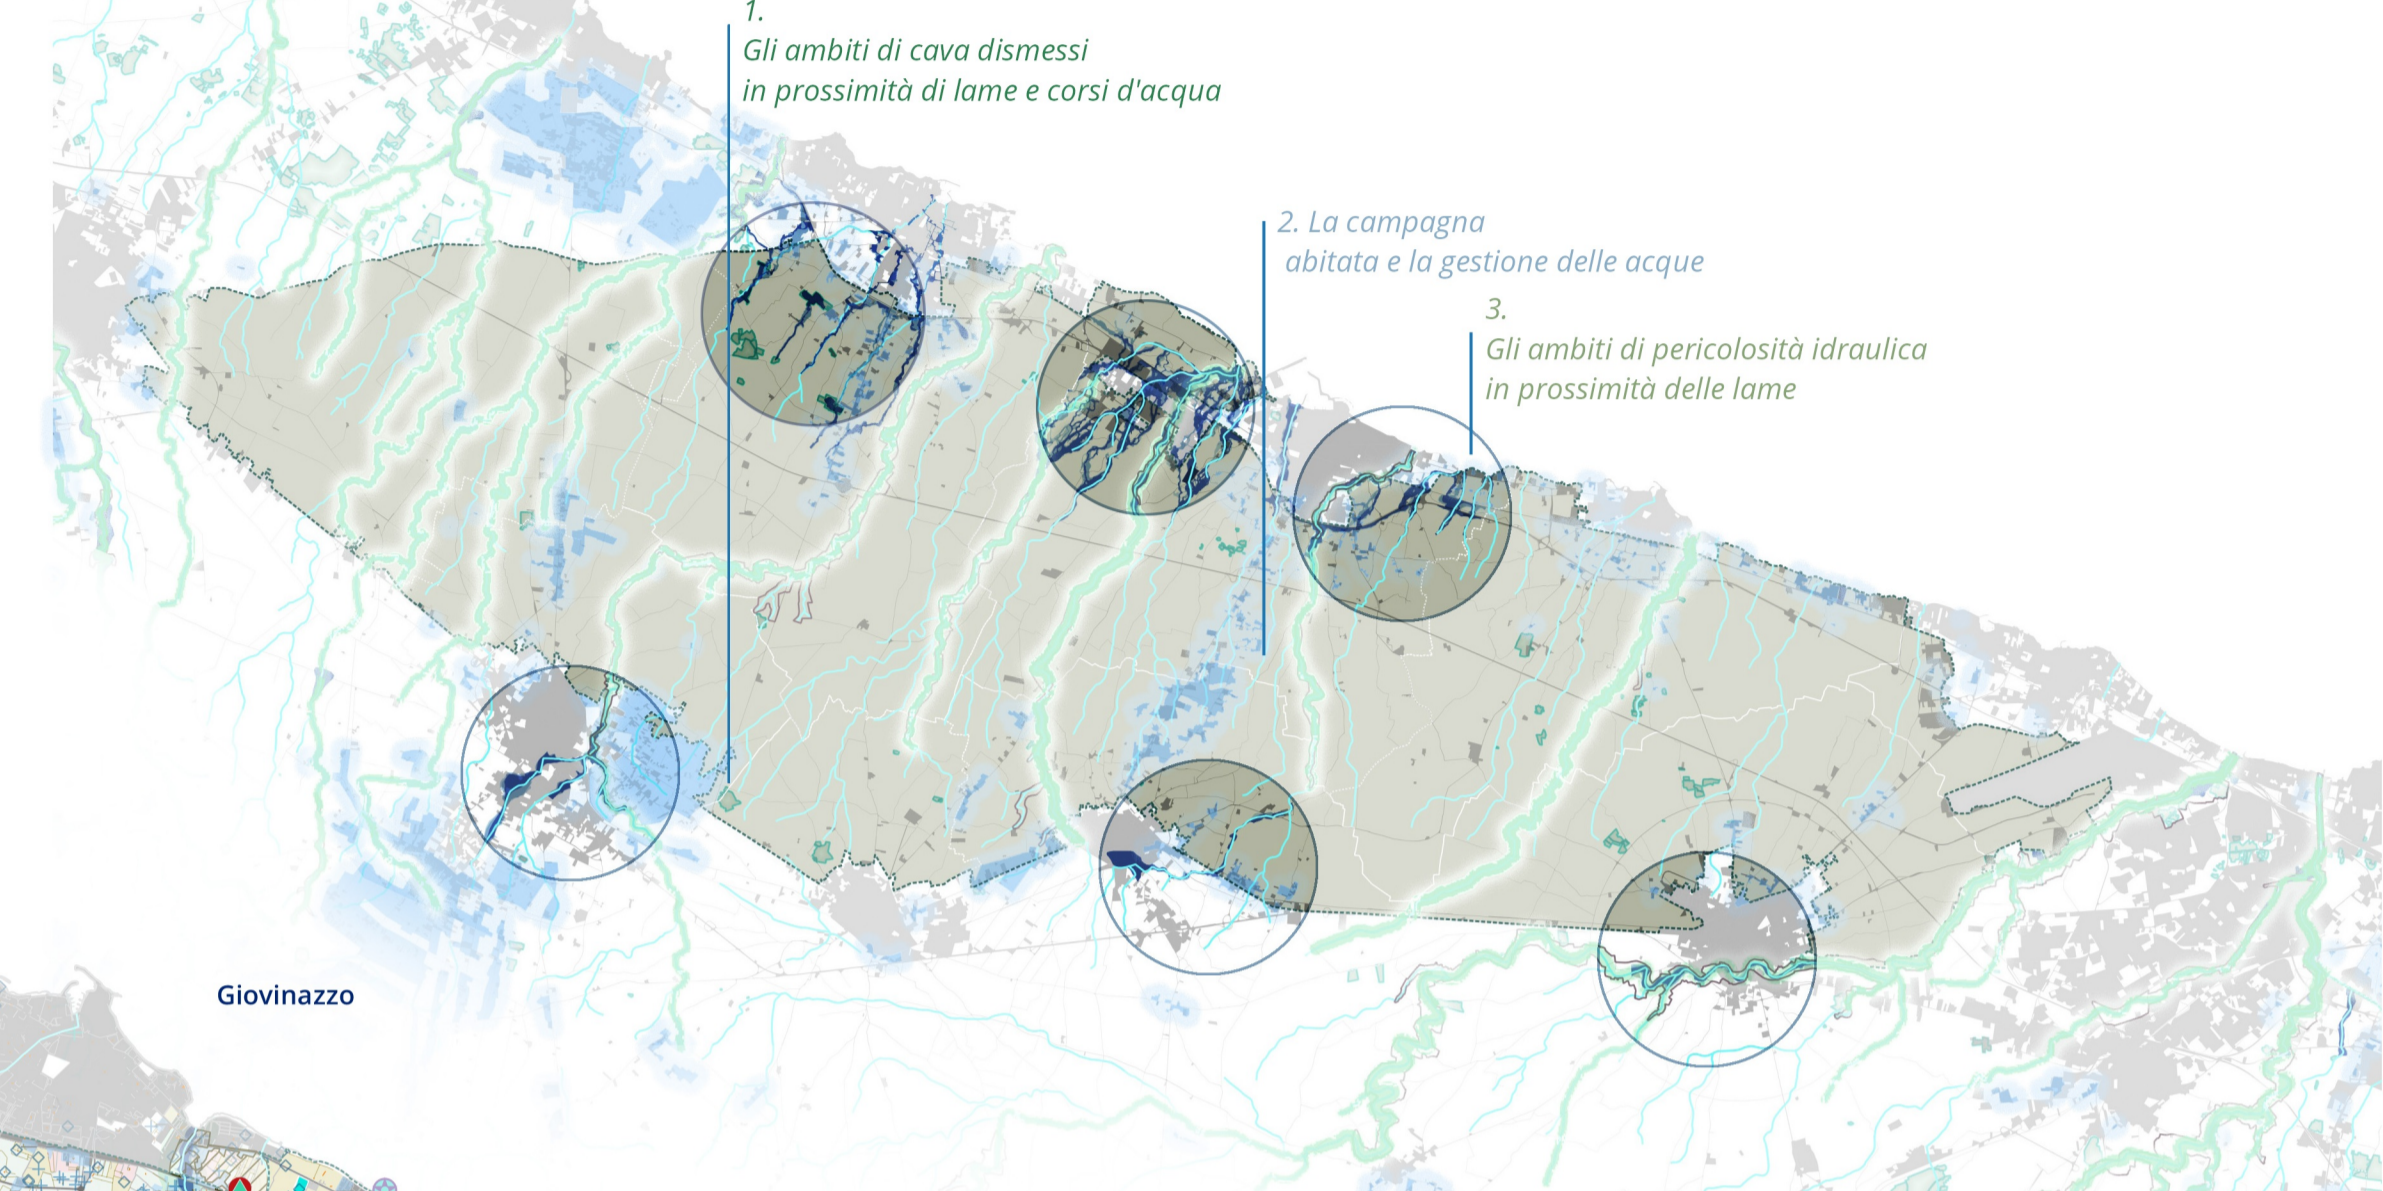 1.
Gli ambiti di cava dismessi
in prossimità di lame e corsi d'acqua
2. La campagna
abitata e la gestione delle acque
3.
Gli ambiti di pericolosità idraulica
in prossimità delle lame
Giovinazzo